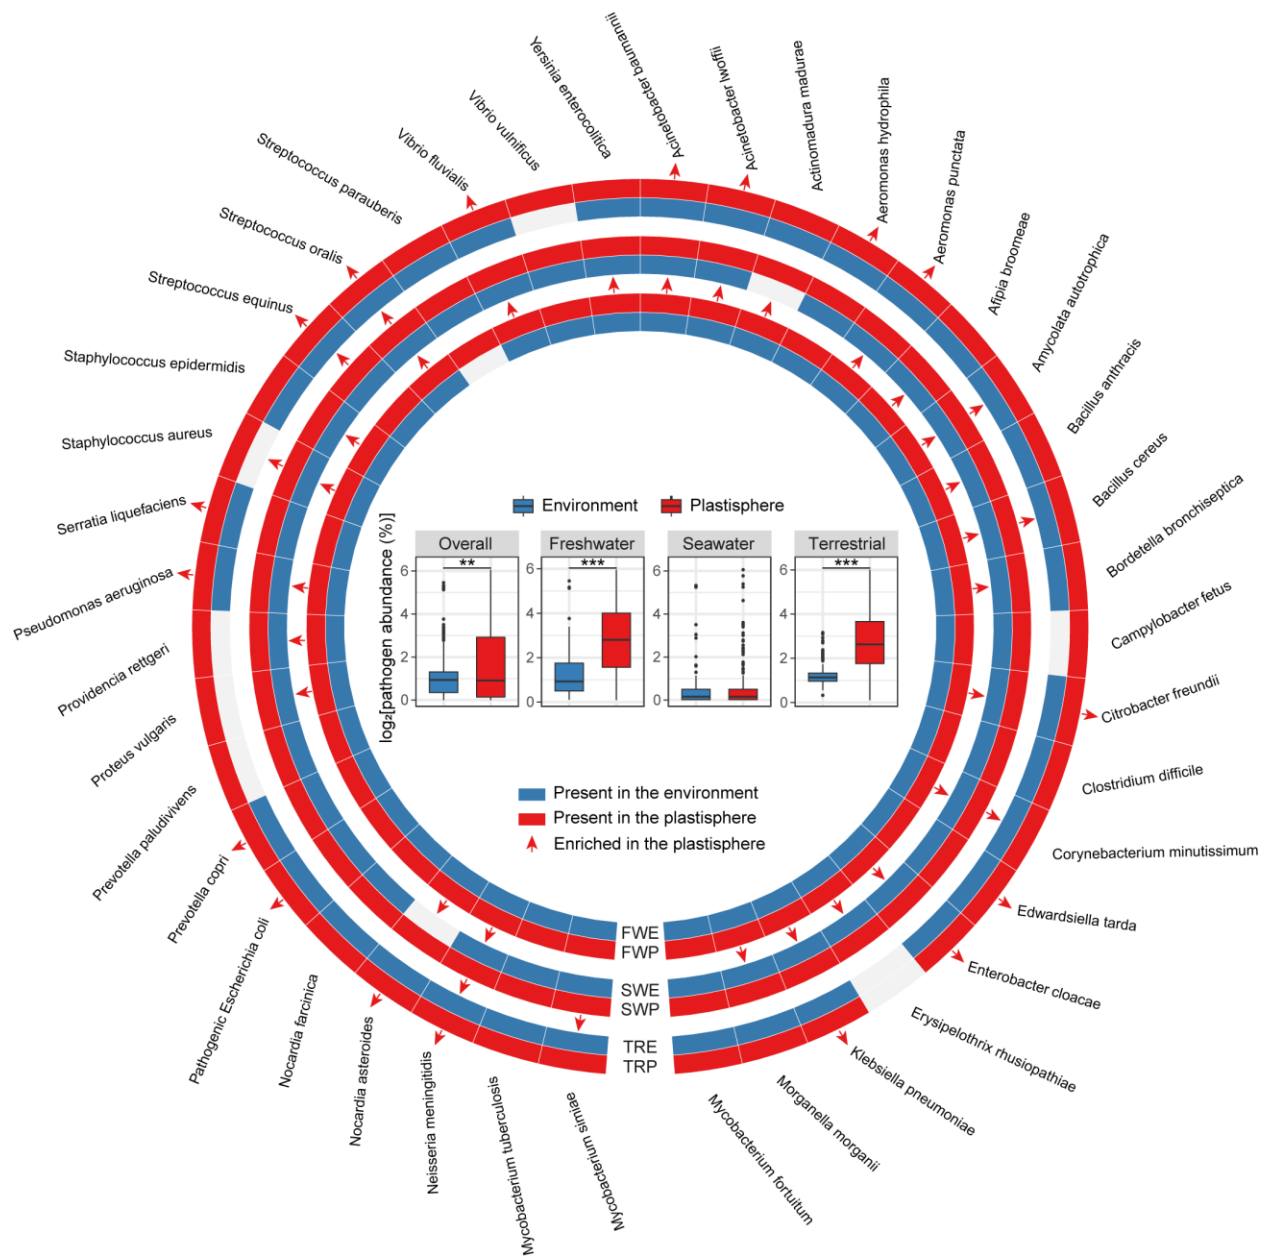 Acinetobacter baumannii
Acinetobacter lwoffii
Actinomadura madurae
Aeromonas hydrophila
Aeromonas punctata
Afipia broomeae
Amycolata autotrophica
Bacillus anthracis
Bacillus cereus
Bordetella bronchiseptica
Campylobacter fetus
Citrobacter freundii
Clostridium difficile
Corynebacterium minutissimum
Edwardsiella tarda
Enterobacter cloacae
Erysipelothrix rhusiopathiae
Klebsiella pneumoniae
Morganella morganii
Mycobacterium fortuitum
Mycobacterium simiae
Mycobacterium tuberculosis
Neisseria meningitidis
Nocardia asteroides
Nocardia farcinica
Pathogenic Escherichia coli
Prevotella copri
Prevotella paludivivens
Proteus vulgaris
Providencia rettgeri
Pseudomonas aeruginosa
Serratia liquefaciens
Staphylococcus aureus
Staphylococcus epidermidis
Streptococcus equinus
Streptococcus oralis
Streptococcus parauberis
Vibrio fluvialis
Vibrio vulnificus
Yersinia enterocolitica
Environment Plastisphere
log₂[pathogen abundance (%)]
Overall
**
6
4
2
0
Freshwater
***
6
4
2
0
Seawater
6
4
2
0
Terrestrial
***
6
4
2
0
Present in the environment
Present in the plastisphere
Enriched in the plastisphere
FWE
FWP
SWE
SWP
TRE
TRP